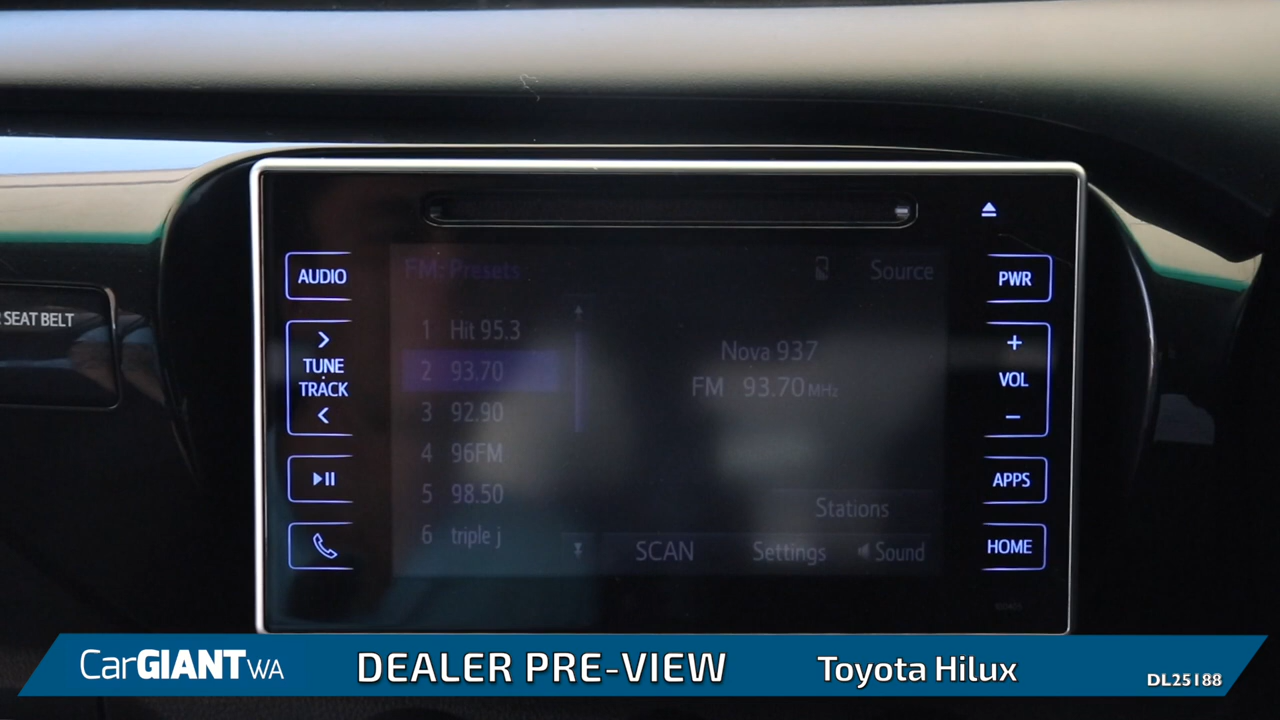 AUDIO
PWR
FM: Presets
Source
SEAT BELT
TUNE
TRACK
+
VOL
-
1 Hit 95.3
2 93.70
3 92.90
4 96FM
5 98.50
6 triple j
Nova 937
FM 93.70 MHz
Stations
SCAN
Settings
Sound
APPS
HOME
CarGIANT WA
DEALER PRE-VIEW
Toyota Hilux
DL25188